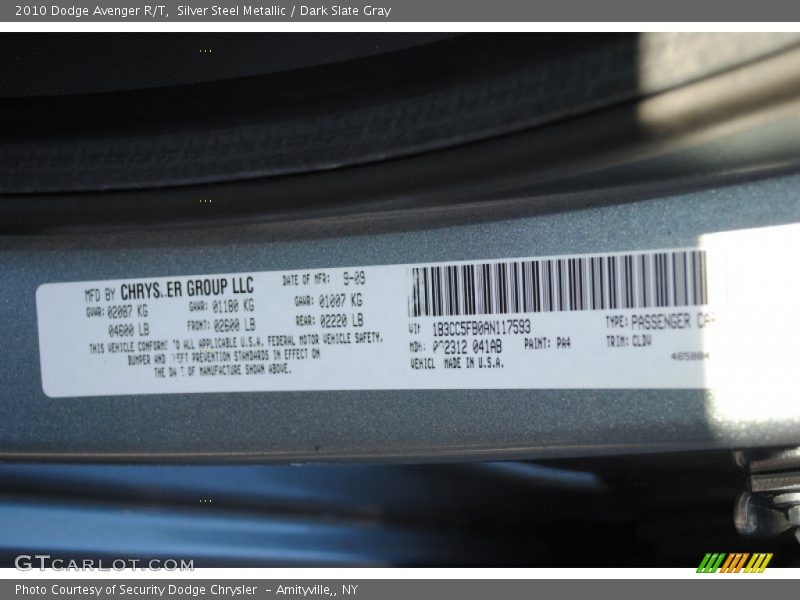 2010 Dodge Avenger R/T, Silver Steel Metallic / Dark Slate Gray
MFD BY CHRYS ER GROUP LLC DATE OF MFR: 9-09
GVWR: 02087 KG GAWR: 01180 KG GAWR: 01007 KG
04600 LB FRONT: 02600 LB REAR: 02220 LB
THIS VEHICLE CONFORMS TO ALL APPLICABLE U.S.A. FEDERAL MOTOR VEHICLE SAFETY,
BUMPER AND THEFT PREVENTION STANDARDS IN EFFECT ON
THE DATE OF MANUFACTURE SHOWN ABOVE.
VIN 1B3CC5FB0AN117593 TYPE: PASSENGER
MDH: 2312 041AB PAINT: PA4 TRIM: CLDV
VEHICL MADE IN U.S.A.
GTCARLOT.COM
Photo Courtesy of Security Dodge Chrysler - Amityville,, NY